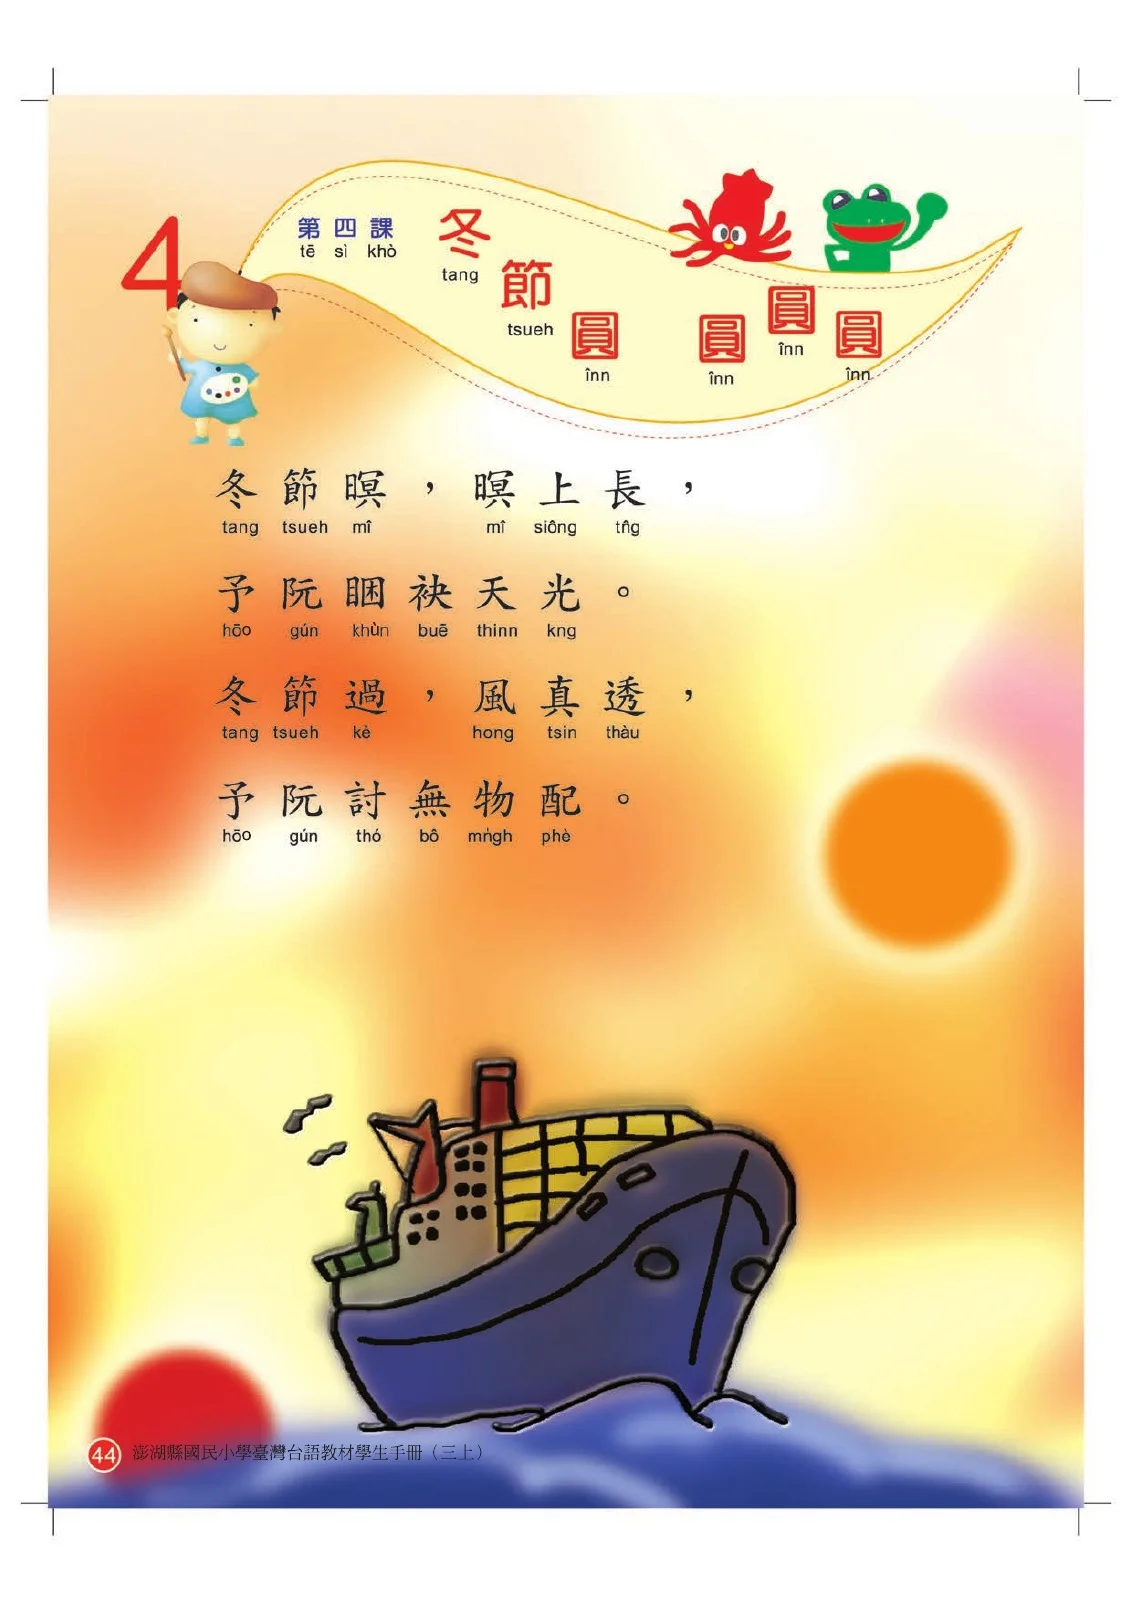 4
第四課 冬節圓 圓圓圓
tē sì khò tang tsueh înn înn înn înn
冬節暝，暝上長，
tang tsueh mî mî siông tn̂g
予阮睏袂天光。
hōo gún khùn buē thinn kng
冬節過，風真透，
tang tsueh kè hong tsin thàu
予阮討無物配。
hōo gún thó bô mn̍gh phè
44 澎湖縣國民小學臺灣台語教材學生手冊（三上）